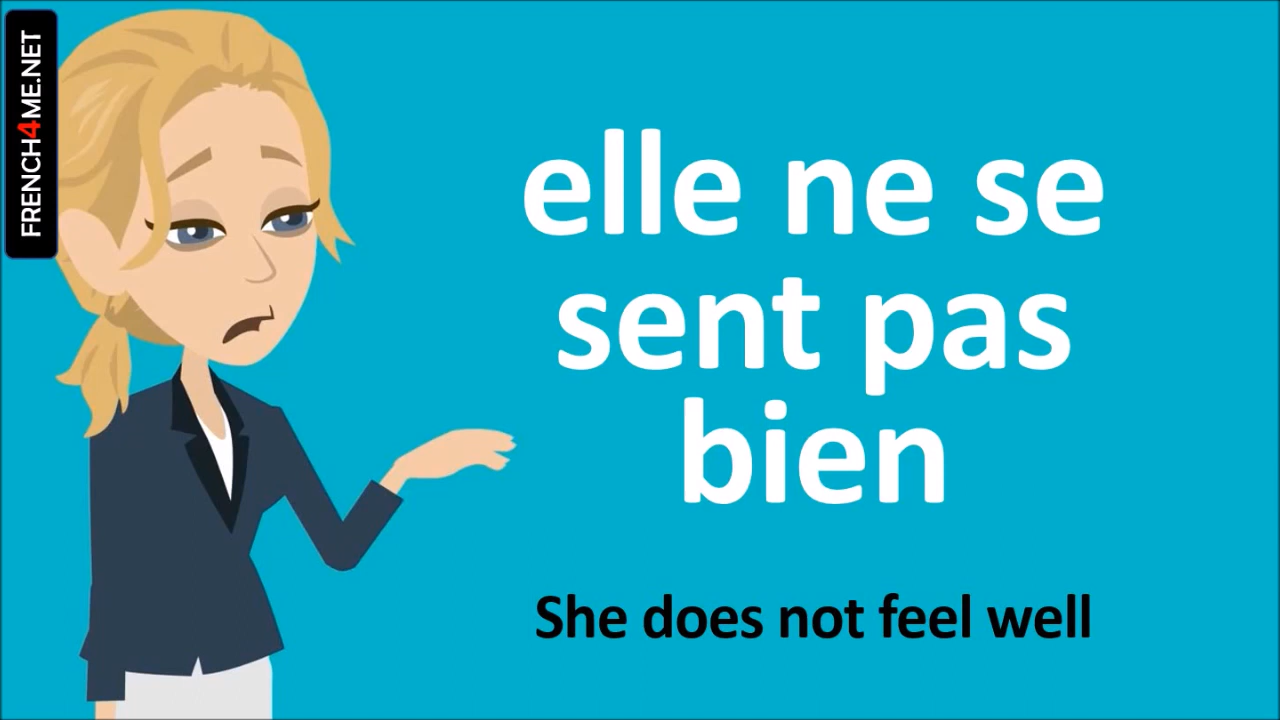 FRENCH4ME.NET
elle ne se
sent pas
bien
She does not feel well